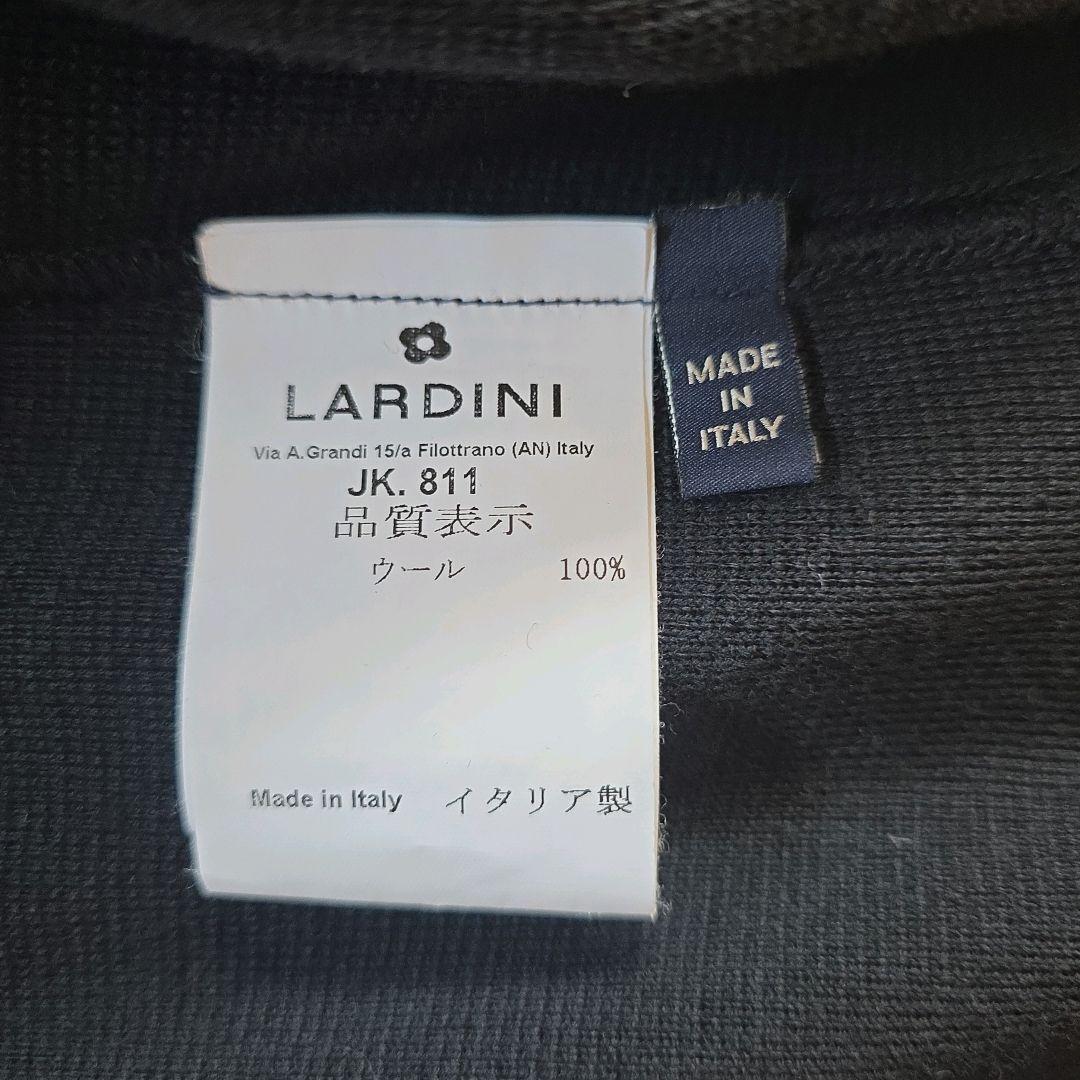 LARDINI
Via A.Grandi 15/a Filottrano (AN) Italy
JK. 811
品質表示
ウール 100%
Made in Italy イタリア製
MADE
IN
ITALY